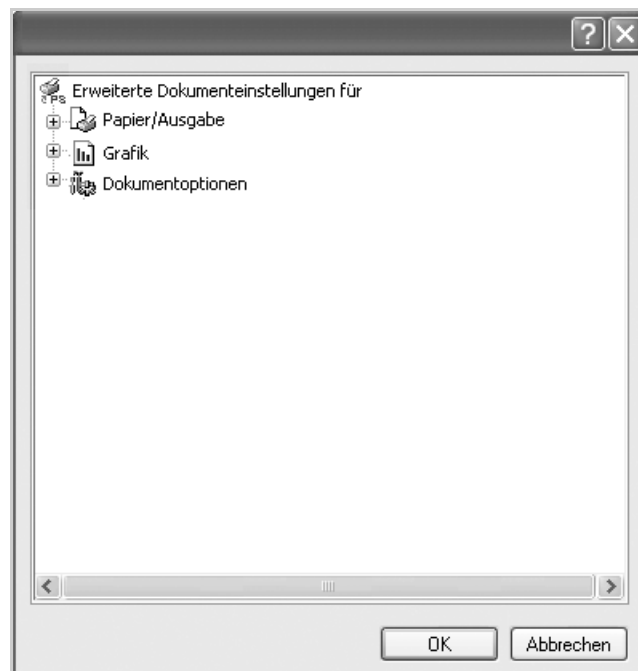 Erweiterte Dokumenteinstellungen für
Papier/Ausgabe
Grafik
Dokumentoptionen
OK
Abbrechen